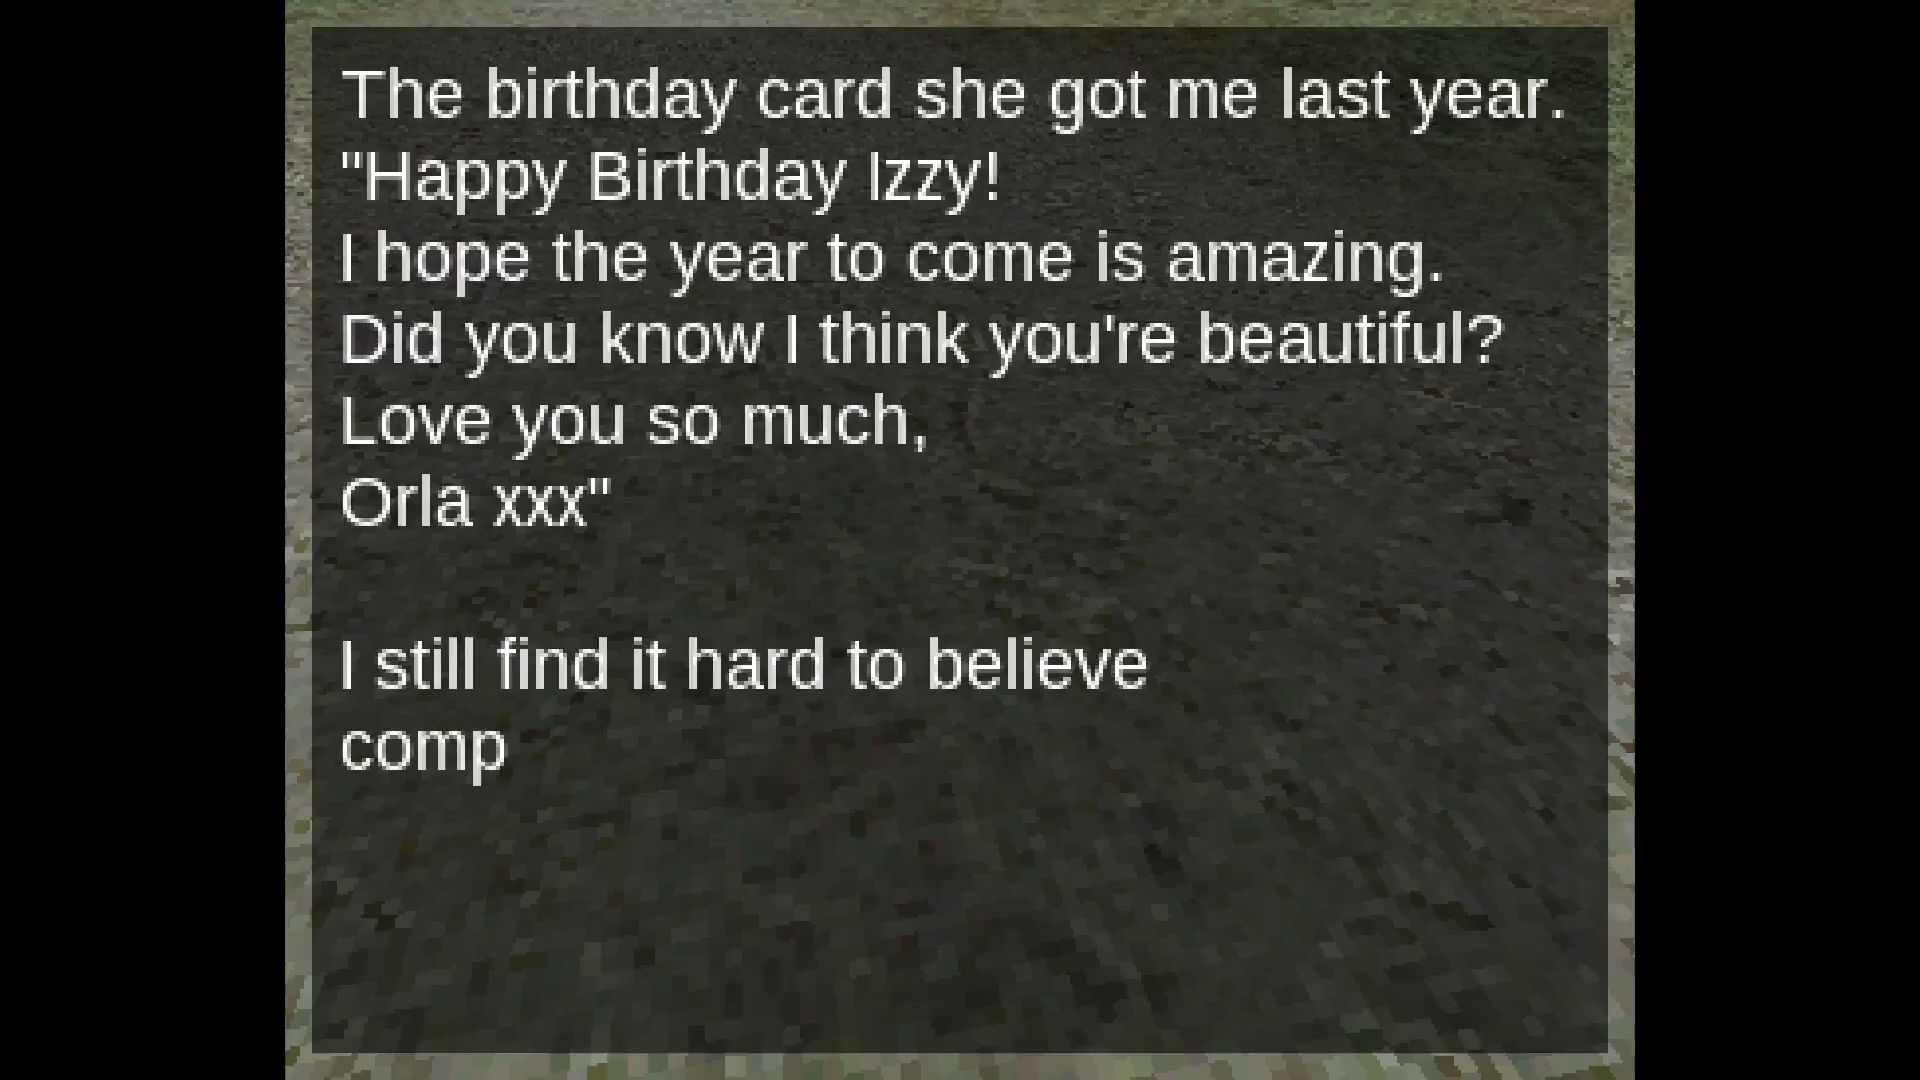 The birthday card she got me last year.
"Happy Birthday Izzy!
I hope the year to come is amazing.
Did you know I think you're beautiful?
Love you so much,
Orla xxx"
I still find it hard to believe
comp